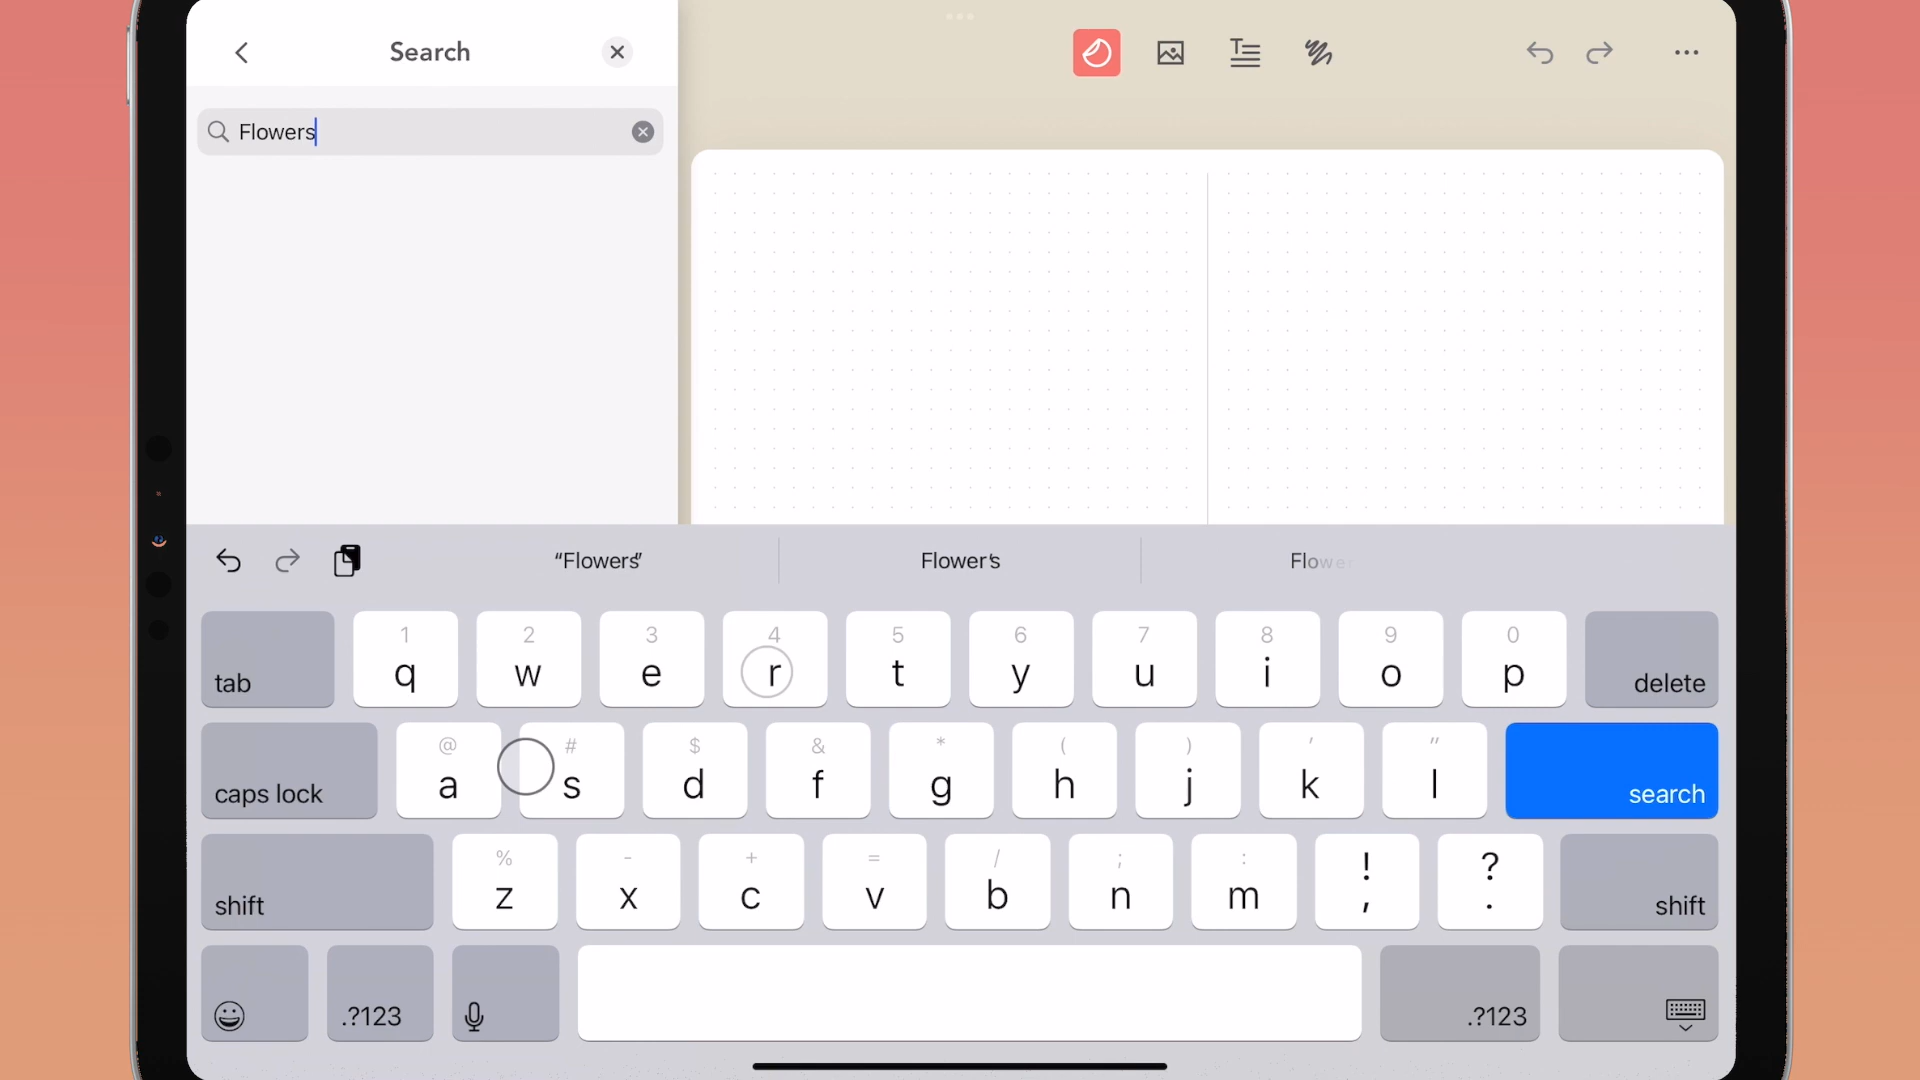 Search
Flowers
“Flowers” Flower's Flowe
tab 1 q 2 w 3 e 4 r 5 t 6 y 7 u 8 i 9 o 0 p delete
caps lock @ a # s $ d & f * g ( h ) j ' k " l search
shift % z - x + c = v / b ; n : m ! , ? . shift
.?123 .?123